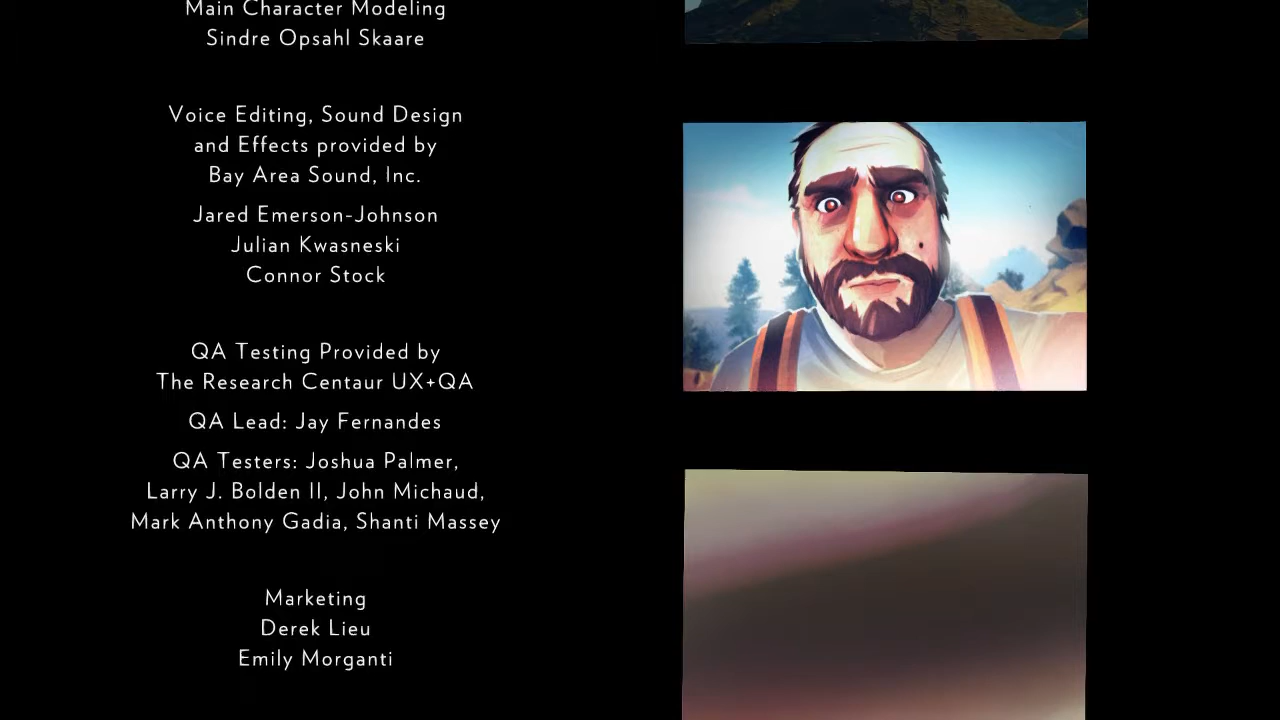 Main Character Modeling
Sindre Opsahl Skaare
Voice Editing, Sound Design
and Effects provided by
Bay Area Sound, Inc.
Jared Emerson-Johnson
Julian Kwasneski
Connor Stock
QA Testing Provided by
The Research Centaur UX+QA
QA Lead: Jay Fernandes
QA Testers: Joshua Palmer,
Larry J. Bolden II, John Michaud,
Mark Anthony Gadia, Shanti Massey
Marketing
Derek Lieu
Emily Morganti